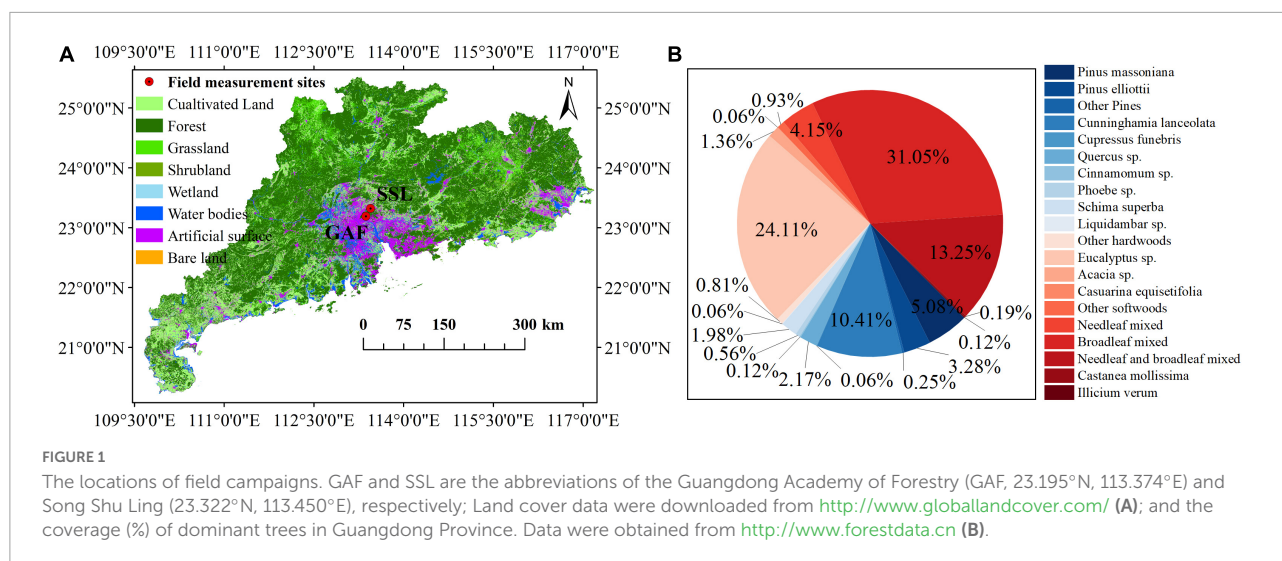 A
109°30'0"E 111°0'0"E 112°30'0"E 114°0'0"E 115°30'0"E 117°0'0"E
25°0'0"N
24°0'0"N
23°0'0"N
22°0'0"N
21°0'0"N
Field measurement sites
Cualtivated Land
Forest
Grassland
Shrubland
Wetland
Water bodies
Artificial surface
Bare land
N
SSL
GAF
0 75 150 300 km
25°0'0"N
24°0'0"N
23°0'0"N
22°0'0"N
21°0'0"N
109°30'0"E 111°0'0"E 112°30'0"E 114°0'0"E 115°30'0"E 117°0'0"E
B
0.93%
0.06%
4.15%
1.36%
31.05%
24.11%
13.25%
0.81%
0.06%
1.98%
0.56%
0.12%
2.17%
10.41%
0.06%
0.25%
5.08%
3.28%
0.12%
0.19%
Pinus massoniana
Pinus elliottii
Other Pines
Cunninghamia lanceolata
Cupressus funebris
Quercus sp.
Cinnamomum sp.
Phoebe sp.
Schima superba
Liquidambar sp.
Other hardwoods
Eucalyptus sp.
Acacia sp.
Casuarina equisetifolia
Other softwoods
Needleaf mixed
Broadleaf mixed
Needleaf and broadleaf mixed
Castanea mollissima
Illicium verum
FIGURE 1
The locations of field campaigns. GAF and SSL are the abbreviations of the Guangdong Academy of Forestry (GAF, 23.195°N, 113.374°E) and
Song Shu Ling (23.322°N, 113.450°E), respectively; Land cover data were downloaded from http://www.globallandcover.com/ (A); and the
coverage (%) of dominant trees in Guangdong Province. Data were obtained from http://www.forestdata.cn (B).